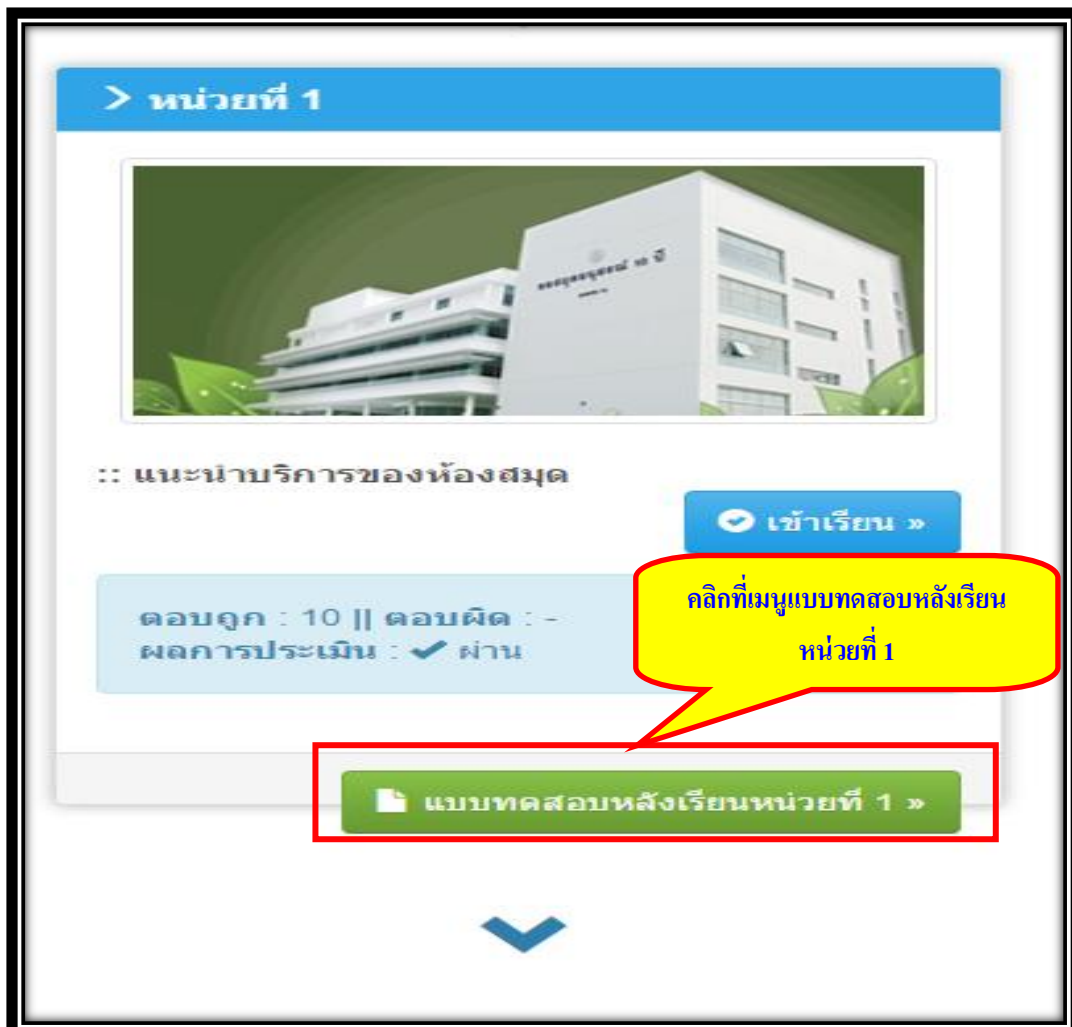 > หน่วยที่ 1
:: แนะนำบริการของห้องสมุด
เข้าเรียน »
คลิกที่เมนูแบบทดสอบหลังเรียน
หน่วยที่ 1
ตอบถูก : 10 || ตอบผิด : -
ผลการประเมิน : ✔ ผ่าน
แบบทดสอบหลังเรียนหน่วยที่ 1 »